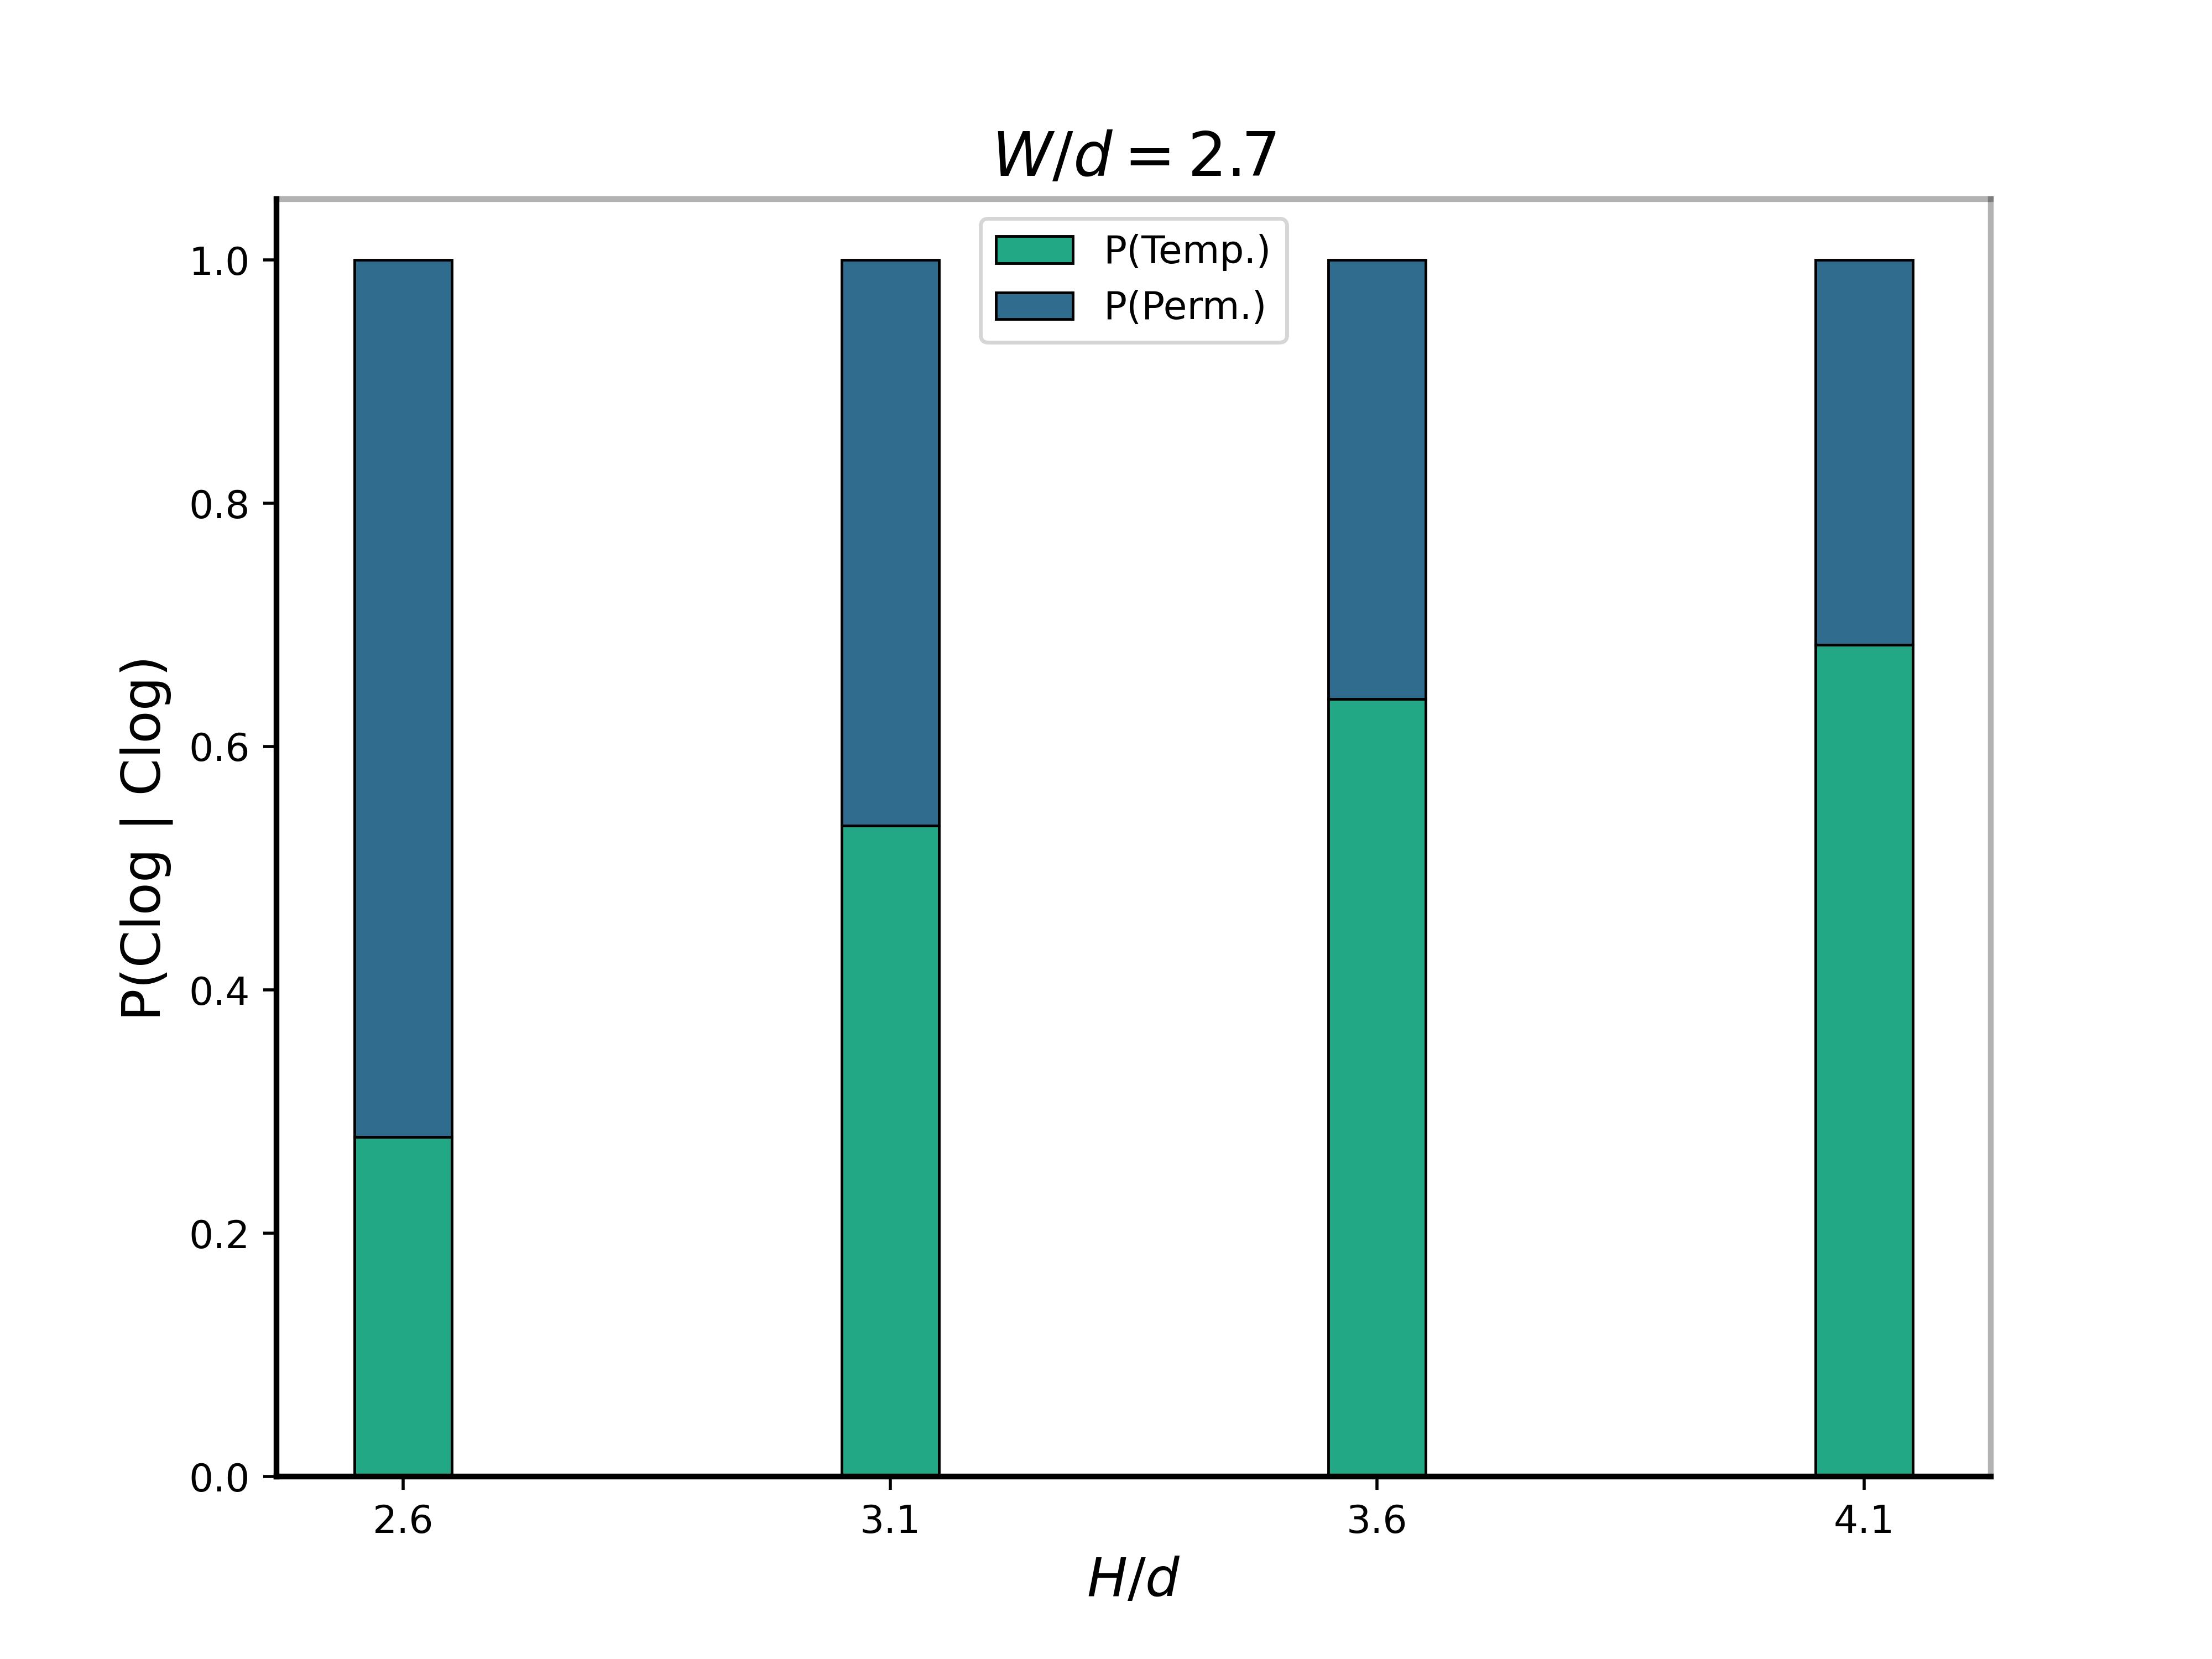 W/d = 2.7
P(Temp.)
P(Perm.)
1.0
0.8
0.6
0.4
0.2
0.0
P(Clog | Clog)
2.6 3.1 3.6 4.1
H/d